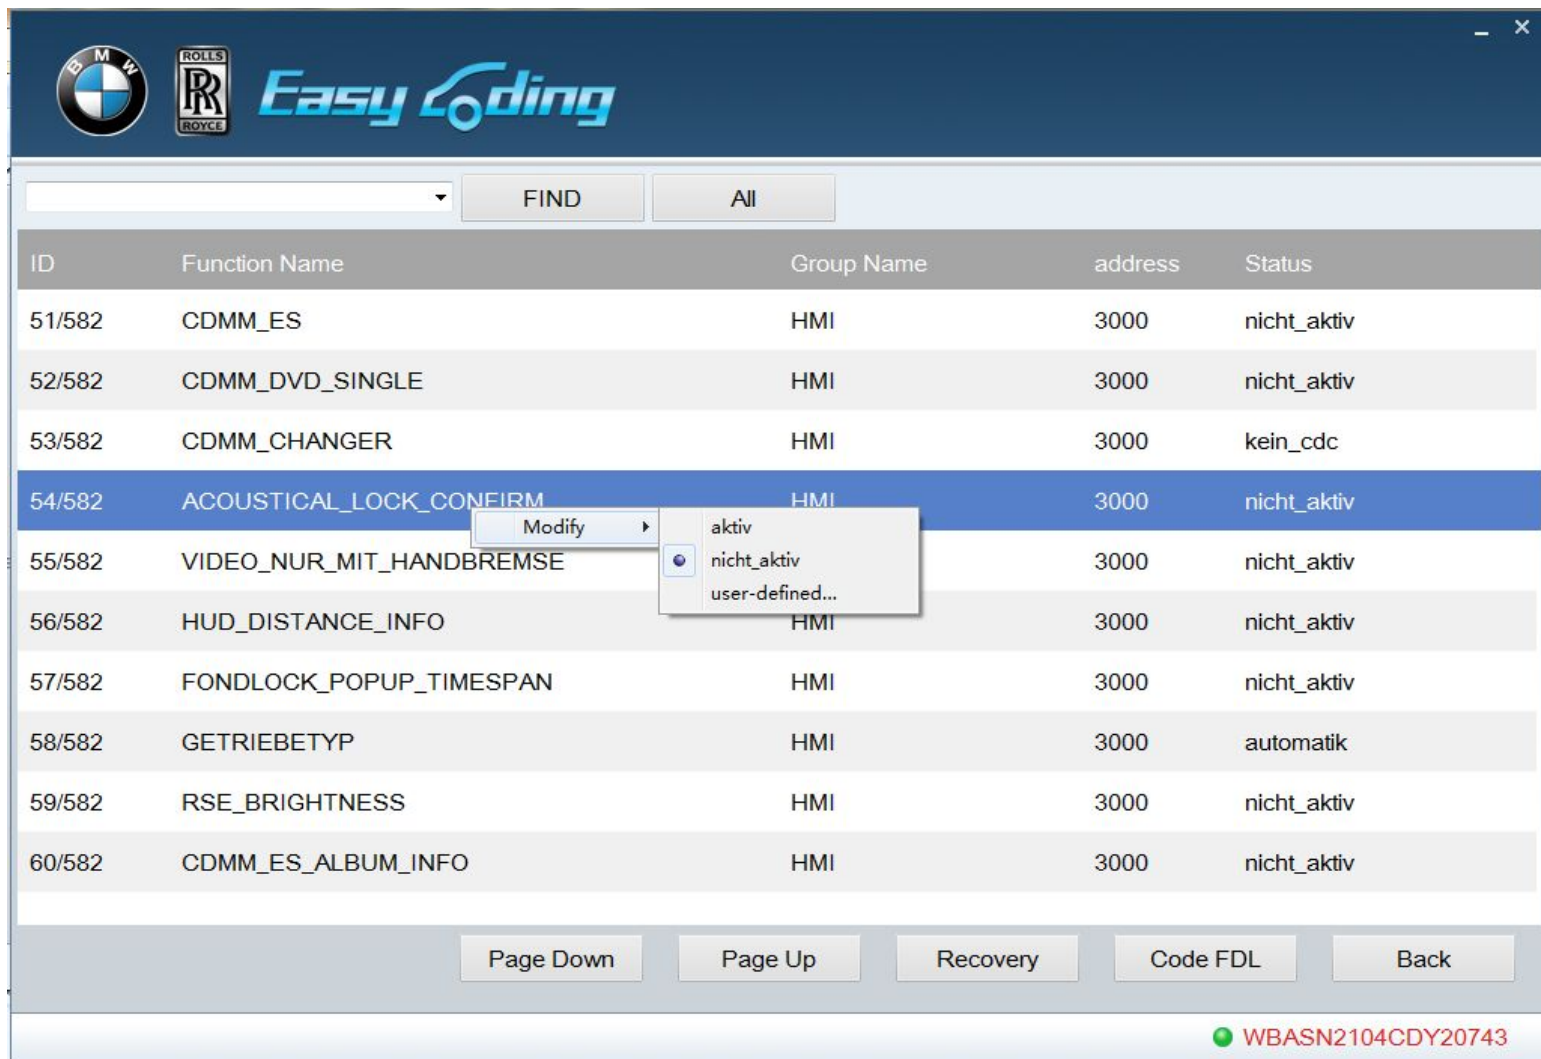 BMW ROLLS RR ROYCE Easy Coding
FIND All
ID Function Name Group Name address Status
51/582 CDMM_ES HMI 3000 nicht_aktiv
52/582 CDMM_DVD_SINGLE HMI 3000 nicht_aktiv
53/582 CDMM_CHANGER HMI 3000 kein_cdc
54/582 ACOUSTICAL_LOCK_CONFIRM HMI 3000 nicht_aktiv
Modify aktiv
nicht_aktiv
user-defined...
55/582 VIDEO_NUR_MIT_HANDBREMSE 3000 nicht_aktiv
56/582 HUD_DISTANCE_INFO HMI 3000 nicht_aktiv
57/582 FONDLOCK_POPUP_TIMESPAN HMI 3000 nicht_aktiv
58/582 GETRIEBETYP HMI 3000 automatik
59/582 RSE_BRIGHTNESS HMI 3000 nicht_aktiv
60/582 CDMM_ES_ALBUM_INFO HMI 3000 nicht_aktiv
Page Down Page Up Recovery Code FDL Back
WBASN2104CDY20743